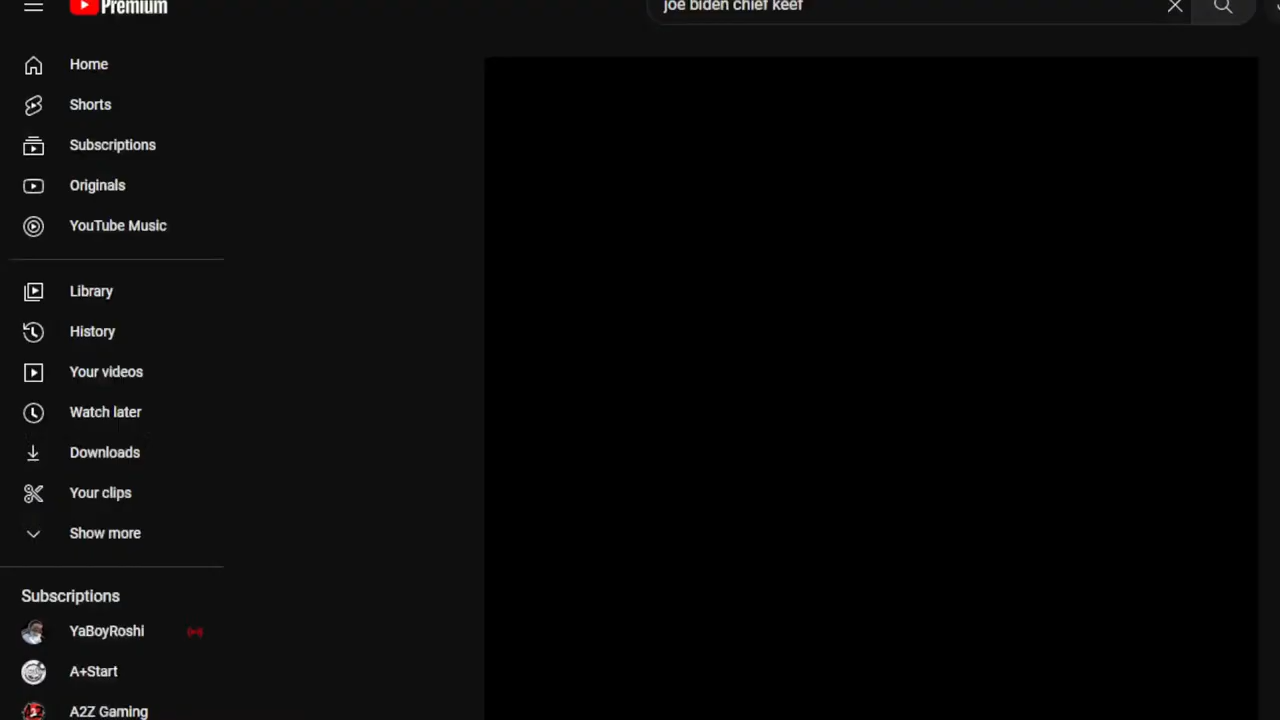 Premium
joe biden chief keef
Home
Shorts
Subscriptions
Originals
YouTube Music
Library
History
Your videos
Watch later
Downloads
Your clips
Show more
Subscriptions
YaBoyRoshi
A+Start
A2Z Gaming